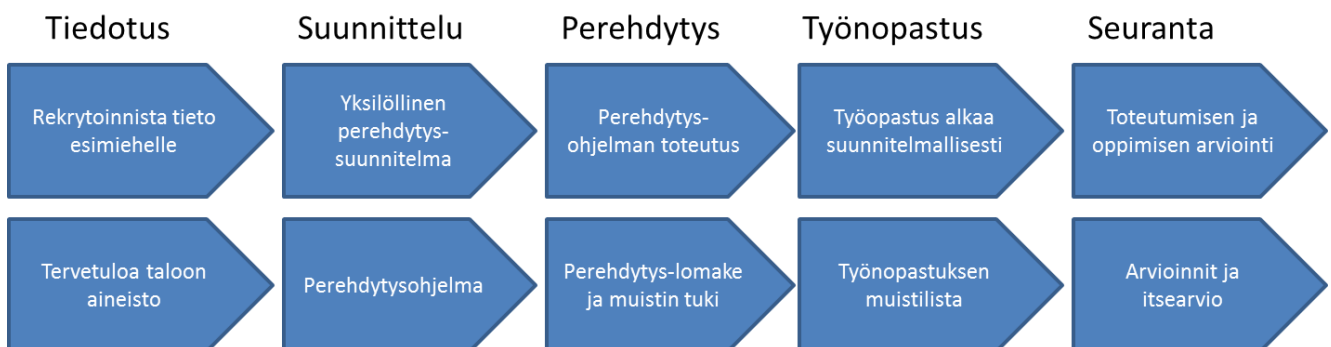 Tiedotus
Suunnittelu
Perehdytys
Työnopastus
Seuranta
Rekrytoinnista tieto
esimiehelle
Yksilöllinen
perehdytys-
suunnitelma
Perehdytys-
ohjelman toteutus
Työopastus alkaa
suunnitelmallisesti
Toteutumisen ja
oppimisen arviointi
Tervetuloa taloon
aineisto
Perehdytysohjelma
Perehdytys-lomake
ja muistin tuki
Työnopastuksen
muistilista
Arvioinnit ja
itsearvio